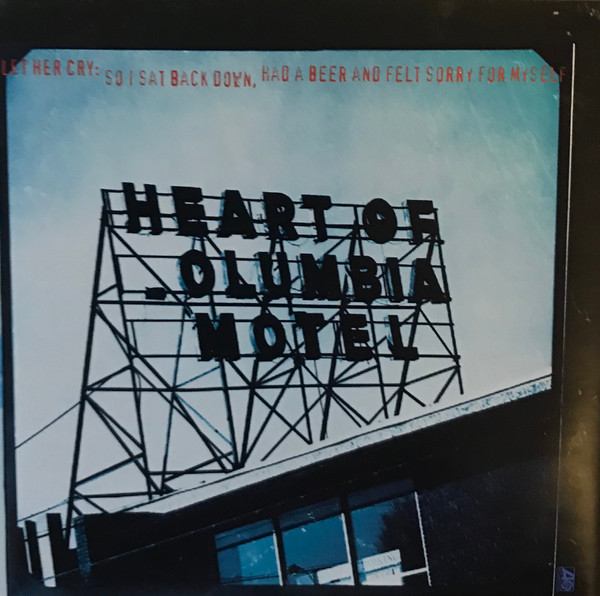 LET HER CRY: SO I SAT BACK DOWN, HAD A BEER AND FELT SORRY FOR MYSELF
HEART OF
OLUMBIA
MOTEL